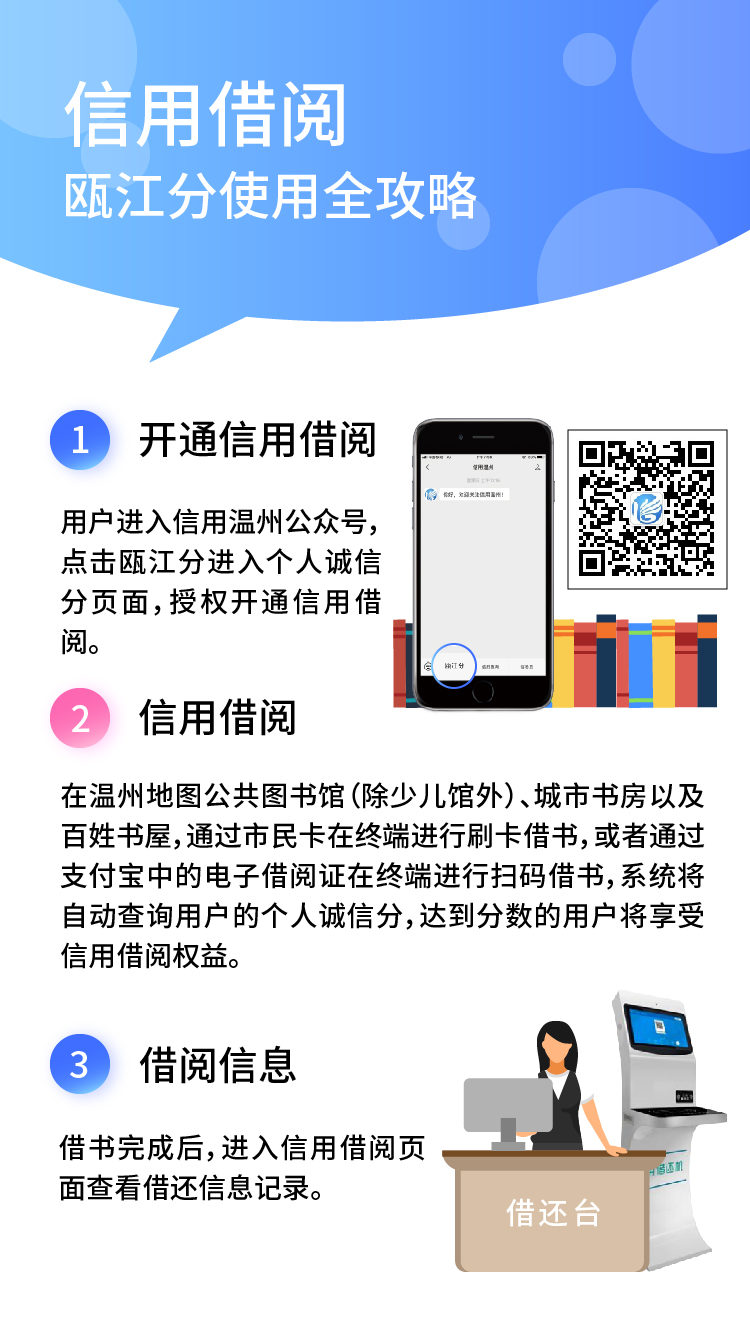 信用借阅
瓯江分使用全攻略
1 开通信用借阅
用户进入信用温州公众号，
点击瓯江分进入个人诚信
分页面，授权开通信用借
阅。
信用温州
你好，欢迎关注信用温州！
瓯江分
2 信用借阅
在温州地图公共图书馆（除少儿馆外）、城市书房以及
百姓书屋，通过市民卡在终端进行刷卡借书，或者通过
支付宝中的电子借阅证在终端进行扫码借书，系统将
自动查询用户的个人诚信分，达到分数的用户将享受
信用借阅权益。
3 借阅信息
借书完成后，进入信用借阅页
面查看借还信息记录。
借还机
借还台